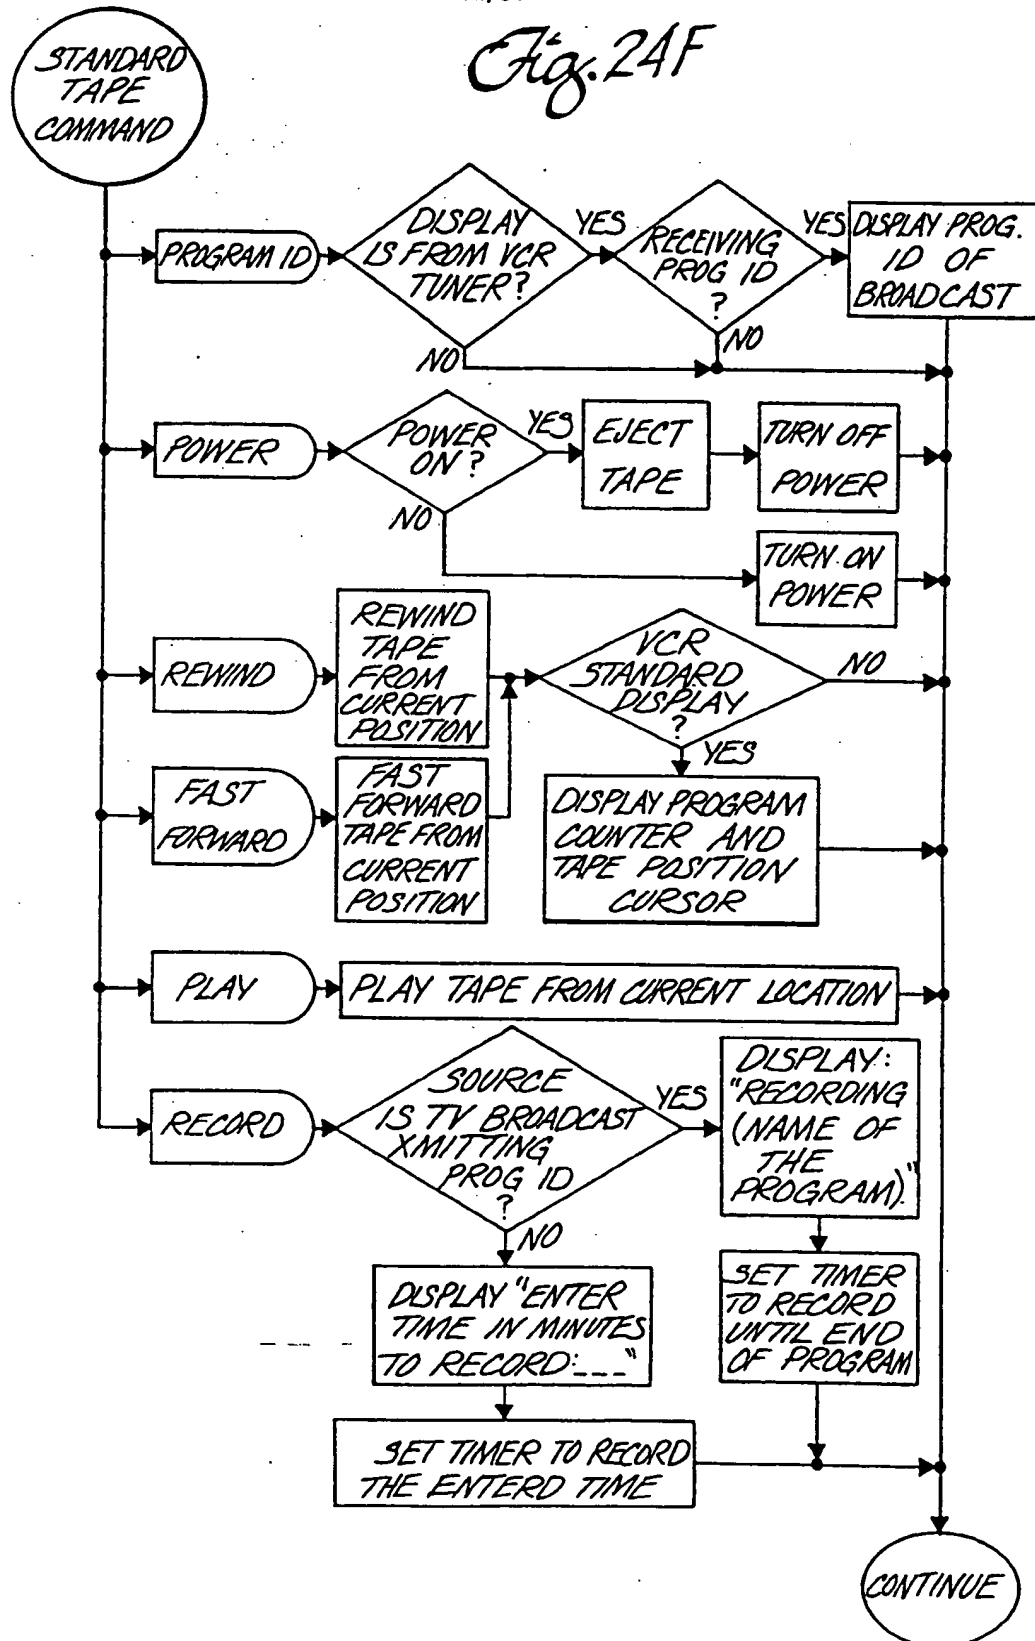 Fig. 24F
STANDARD
TAPE
COMMAND
PROGRAM ID
DISPLAY
IS FROM VCR
TUNER?
YES
NO
RECEIVING
PROG ID
?
YES
NO
DISPLAY PROG.
ID OF
BROADCAST
POWER
POWER
ON?
YES
NO
EJECT
TAPE
TURN OFF
POWER
TURN ON
POWER
REWIND
REWIND
TAPE
FROM
CURRENT
POSITION
VCR
STANDARD
DISPLAY
?
NO
YES
FAST
FORWARD
FAST
FORWARD
TAPE FROM
CURRENT
POSITION
DISPLAY PROGRAM
COUNTER AND
TAPE POSITION
CURSOR
PLAY
PLAY TAPE FROM CURRENT LOCATION
RECORD
SOURCE
IS TV BROADCAST
XMITTING
PROG ID
?
YES
NO
DISPLAY:
"RECORDING
(NAME OF
THE
PROGRAM)."
DISPLAY "ENTER
TIME IN MINUTES
TO RECORD:___"
SET TIMER
TO RECORD
UNTIL END
OF PROGRAM
SET TIMER TO RECORD
THE ENTERD TIME
CONTINUE